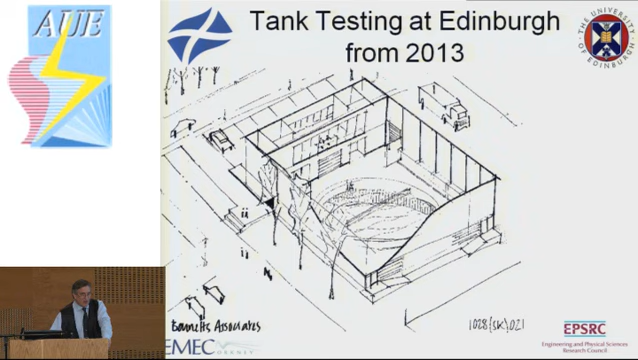 AUE
Tank Testing at Edinburgh
from 2013
THE UNIVERSITY OF EDINBURGH
Bennetts Associates
1028{SK}021
EMEC
ORKNEY
EPSRC
Engineering and Physical Sciences
Research Council